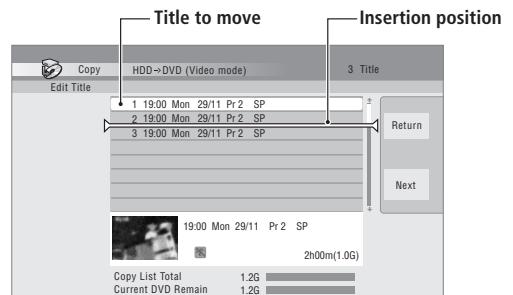 Title to move
Insertion position
Copy HDD→DVD (Video mode) 3 Title
Edit Title
1 19:00 Mon 29/11 Pr 2 SP
2 19:00 Mon 29/11 Pr 2 SP
3 19:00 Mon 29/11 Pr 2 SP
Return
Next
19:00 Mon 29/11 Pr 2 SP
2h00m(1.0G)
Copy List Total 1.2G
Current DVD Remain 1.2G